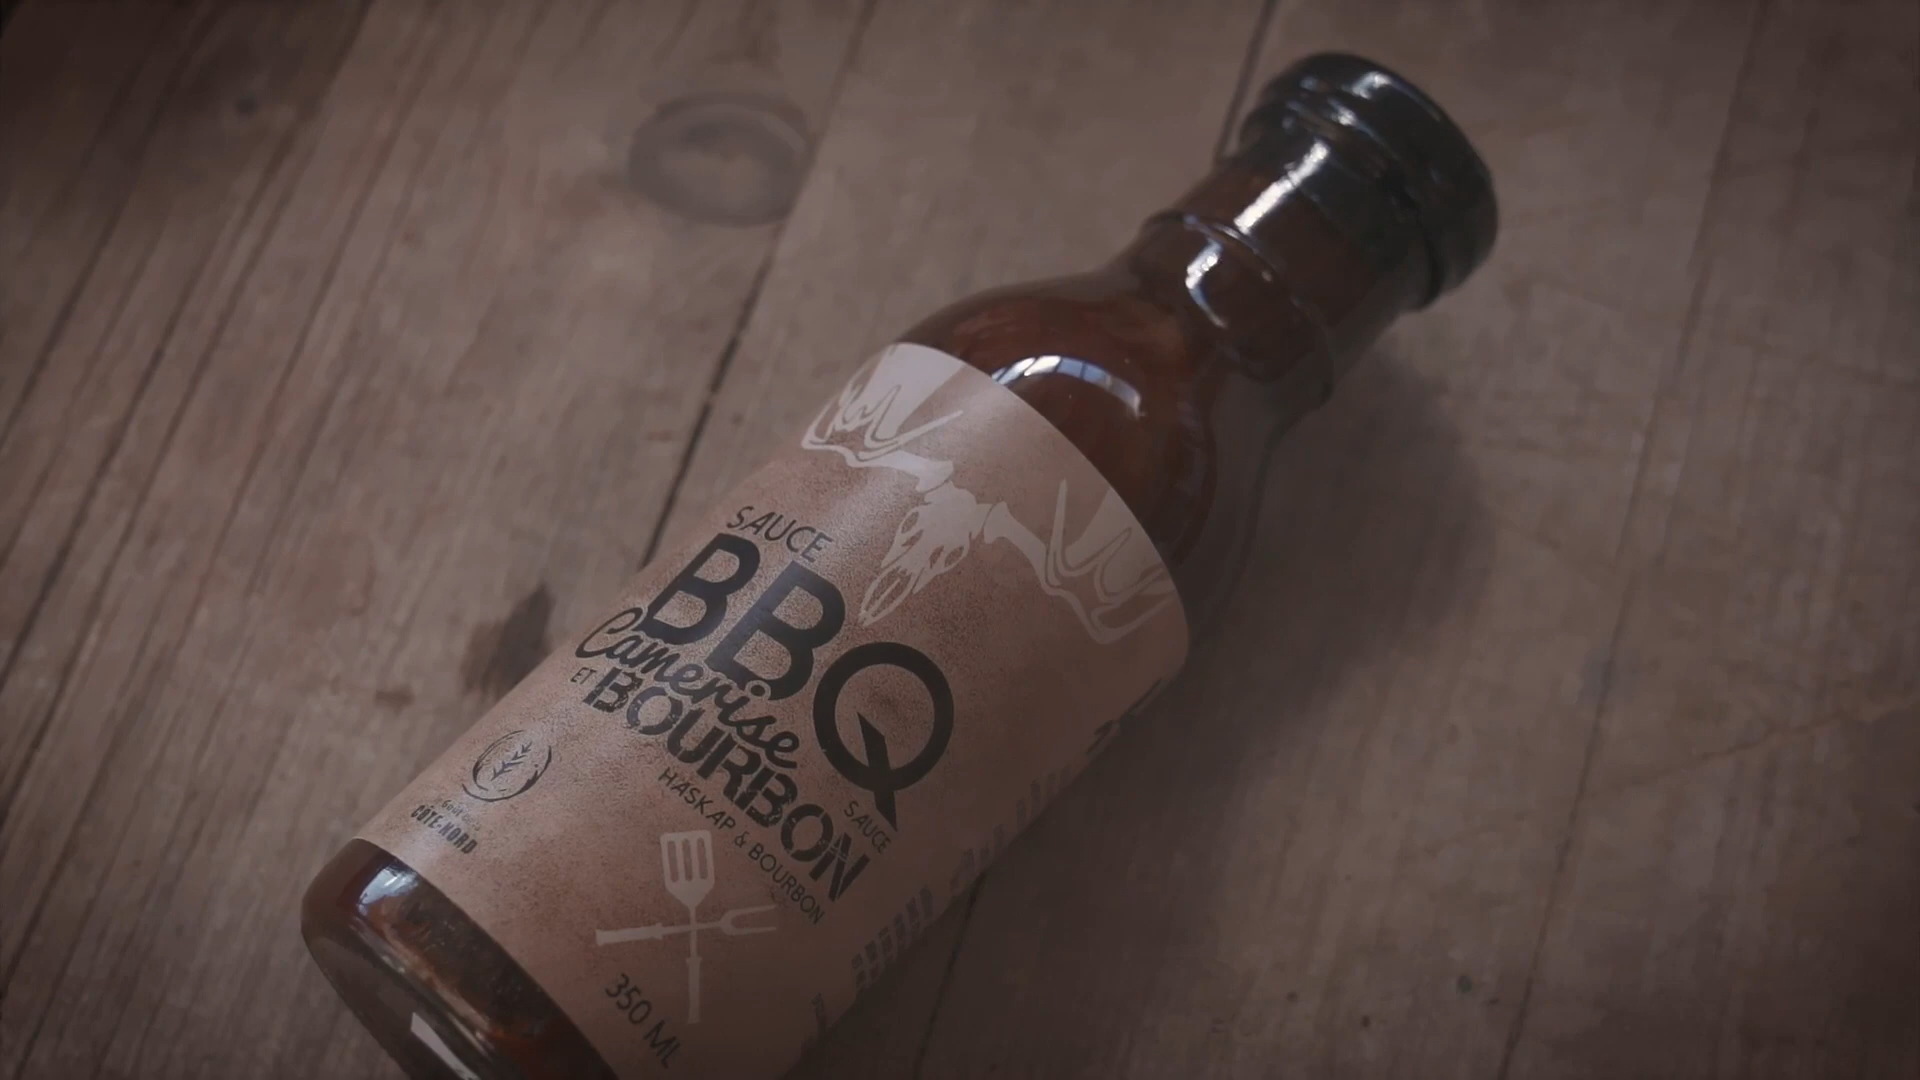 SAUCE
BBQ
Camerise
ET BOURBON
SAUCE
HASKAP & BOURBON
CÔTE-NORD
350 ML